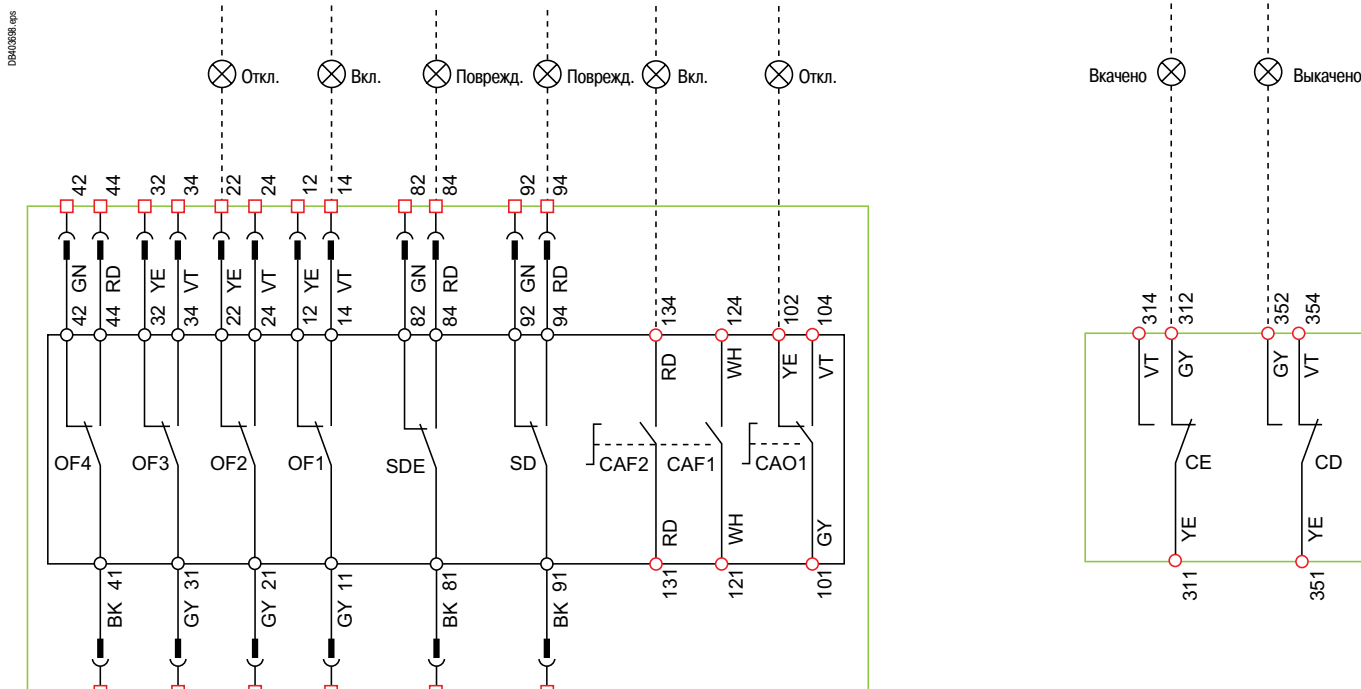 DB403698.eps
Откл. Вкл. Поврежд. Поврежд. Вкл. Откл. Вкачено Выкачено
42 44 32 34 22 24 12 14 82 84 92 94
GN RD YE VT YE VT YE VT GN RD GN RD
42 44 32 34 22 24 12 14 82 84 92 94 134 124 102 104 314 312 352 354
RD WH YE VT VT GY GY VT
OF4 OF3 OF2 OF1 SDE SD CAF2 CAF1 CAO1 CE CD
RD WH GY YE YE
BK 41 GY 31 GY 21 GY 11 BK 81 BK 91 131 121 101 311 351